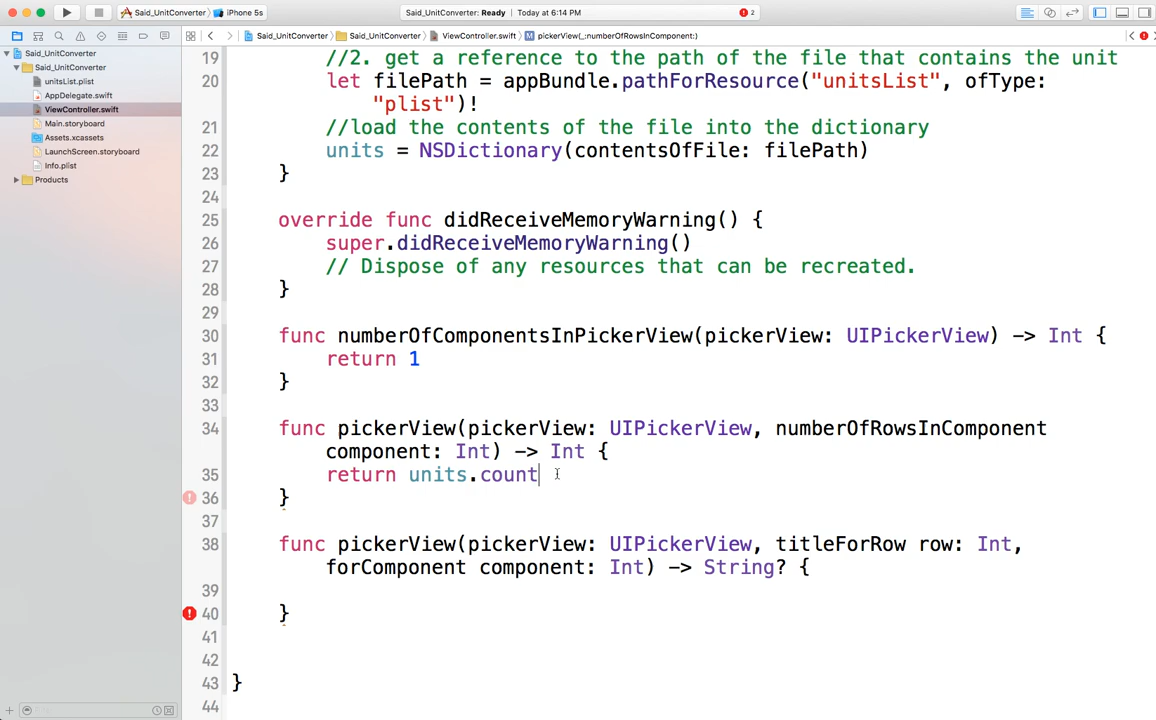 Said_UnitConverter iPhone 5s Said_UnitConverter: Ready Today at 6:14 PM 2
Said_UnitConverter Said_UnitConverter ViewController.swift M pickerView(_:numberOfRowsInComponent:)
Said_UnitConverter
Said_UnitConverter
unitsList.plist
AppDelegate.swift
ViewController.swift
Main.storyboard
Assets.xcassets
LaunchScreen.storyboard
Info.plist
Products
19 //2. get a reference to the path of the file that contains the unit
20 let filePath = appBundle.pathForResource("unitsList", ofType:
"plist")!
21 //load the contents of the file into the dictionary
22 units = NSDictionary(contentsOfFile: filePath)
23 }
24
25 override func didReceiveMemoryWarning() {
26 super.didReceiveMemoryWarning()
27 // Dispose of any resources that can be recreated.
28 }
29
30 func numberOfComponentsInPickerView(pickerView: UIPickerView) -> Int {
31 return 1
32 }
33
34 func pickerView(pickerView: UIPickerView, numberOfRowsInComponent
component: Int) -> Int {
35 return units.count
36 }
37
38 func pickerView(pickerView: UIPickerView, titleForRow row: Int,
forComponent component: Int) -> String? {
39
40 }
41
42
43 }
44